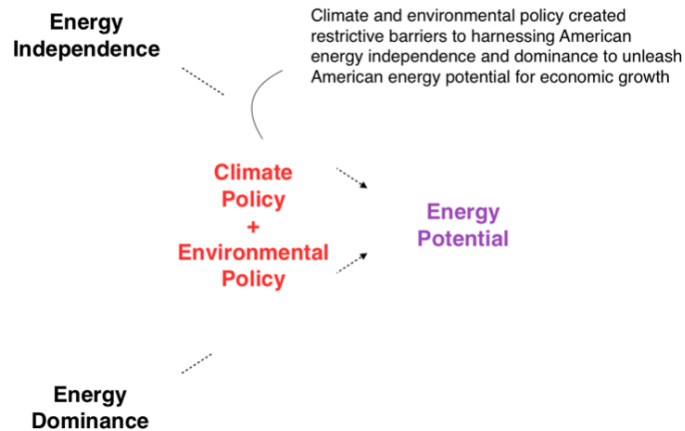 Energy
Independence
Climate and environmental policy created
restrictive barriers to harnessing American
energy independence and dominance to unleash
American energy potential for economic growth
Climate
Policy
+
Environmental
Policy
Energy
Potential
Energy
Dominance